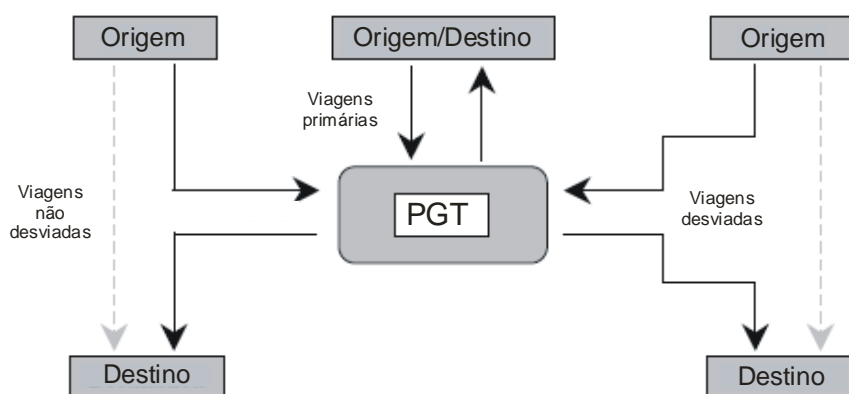 Origem
Origem/Destino
Origem
Viagens
primárias
Viagens
não
desviadas
PGT
Viagens
desviadas
Destino
Destino